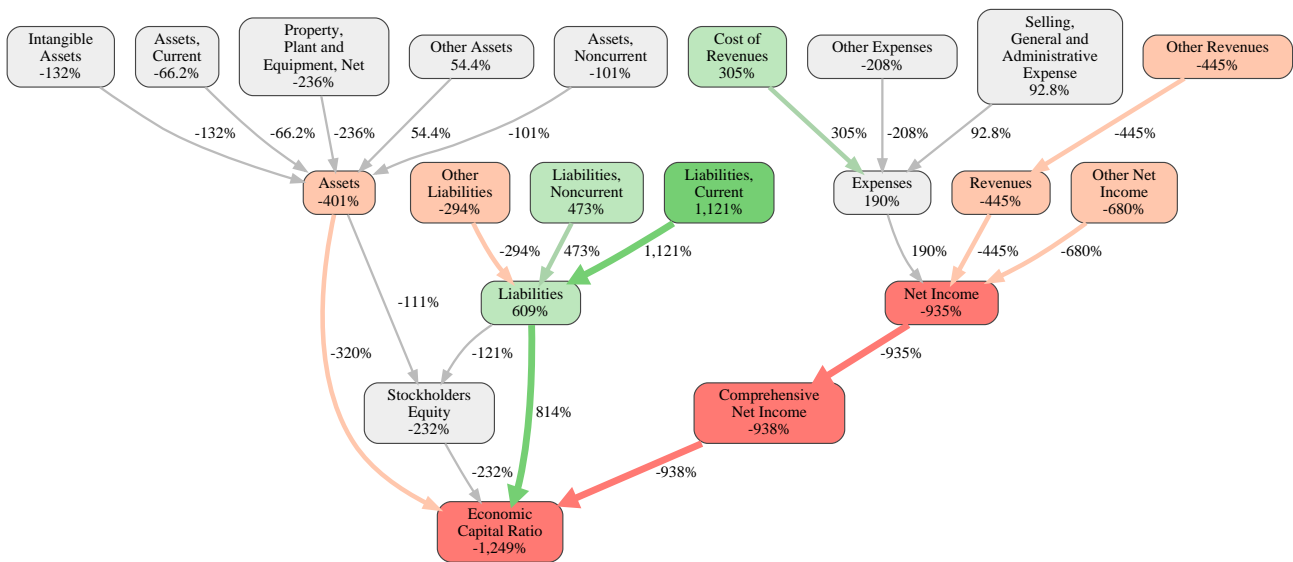 Intangible
Assets
-132%
Assets,
Current
-66.2%
Property,
Plant and
Equipment, Net
-236%
Other Assets
54.4%
Assets,
Noncurrent
-101%
Cost of
Revenues
305%
Other Expenses
-208%
Selling,
General and
Administrative
Expense
92.8%
Other Revenues
-445%
-132%
-66.2%
-236%
54.4%
-101%
305%
-208%
92.8%
-445%
Assets
-401%
Other
Liabilities
-294%
Liabilities,
Noncurrent
473%
Liabilities,
Current
1,121%
Expenses
190%
Revenues
-445%
Other Net
Income
-680%
-294%
473%
1,121%
190%
-445%
-680%
-111%
Liabilities
609%
Net Income
-935%
-320%
-121%
814%
-935%
Stockholders
Equity
-232%
Comprehensive
Net Income
-938%
-232%
-938%
Economic
Capital Ratio
-1,249%